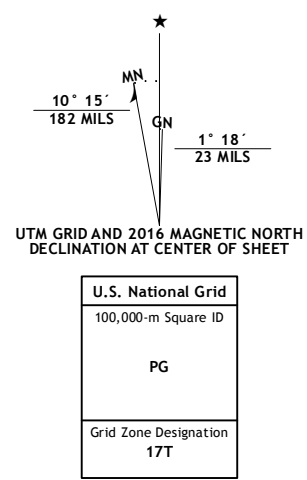 MN
GN
10° 15´
182 MILS
1° 18´
23 MILS
UTM GRID AND 2016 MAGNETIC NORTH
DECLINATION AT CENTER OF SHEET
U.S. National Grid
100,000-m Square ID
PG
Grid Zone Designation
17T